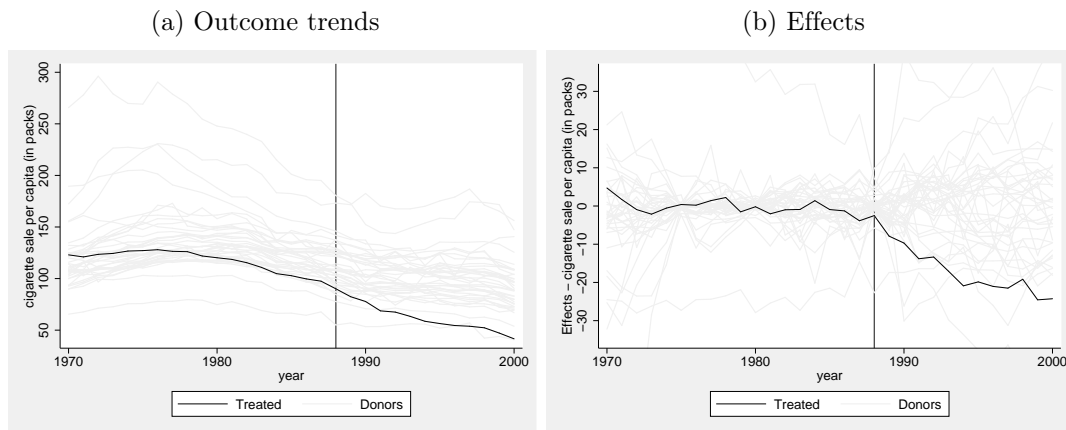 (a) Outcome trends
cigarette sale per capita (in packs)
300
250
200
150
100
50
1970 1980 1990 2000
year
Treated Donors
(b) Effects
Effects – cigarette sale per capita (in packs)
30
20
10
0
−10
−20
−30
1970 1980 1990 2000
year
Treated Donors